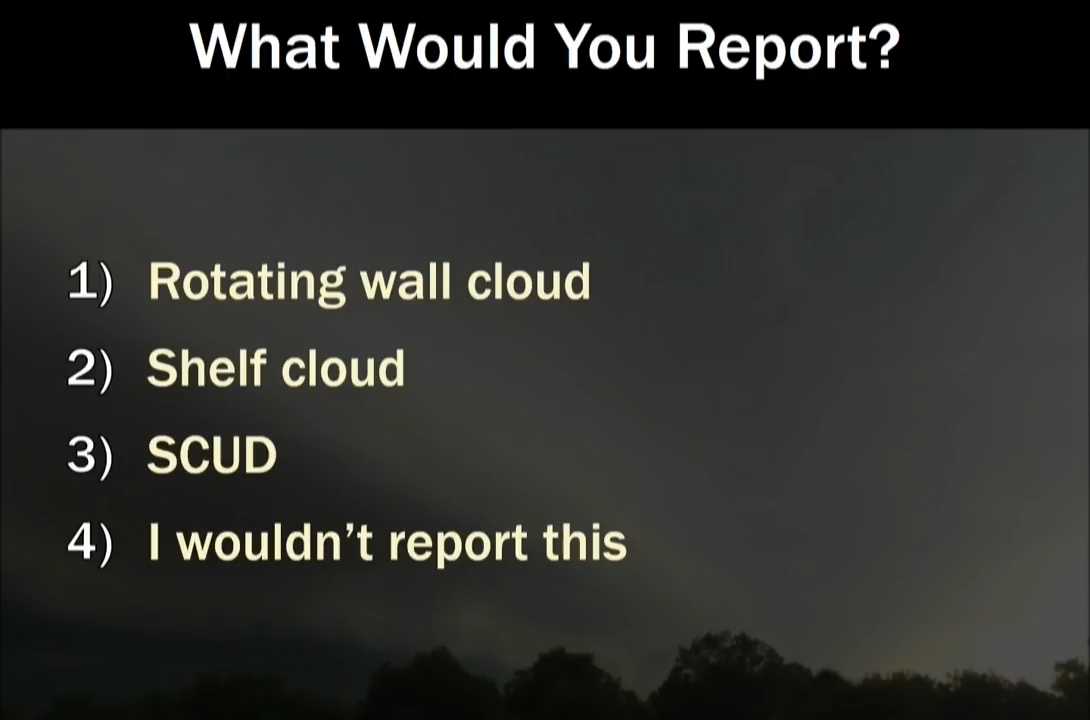 What Would You Report?
1) Rotating wall cloud
2) Shelf cloud
3) SCUD
4) I wouldn’t report this